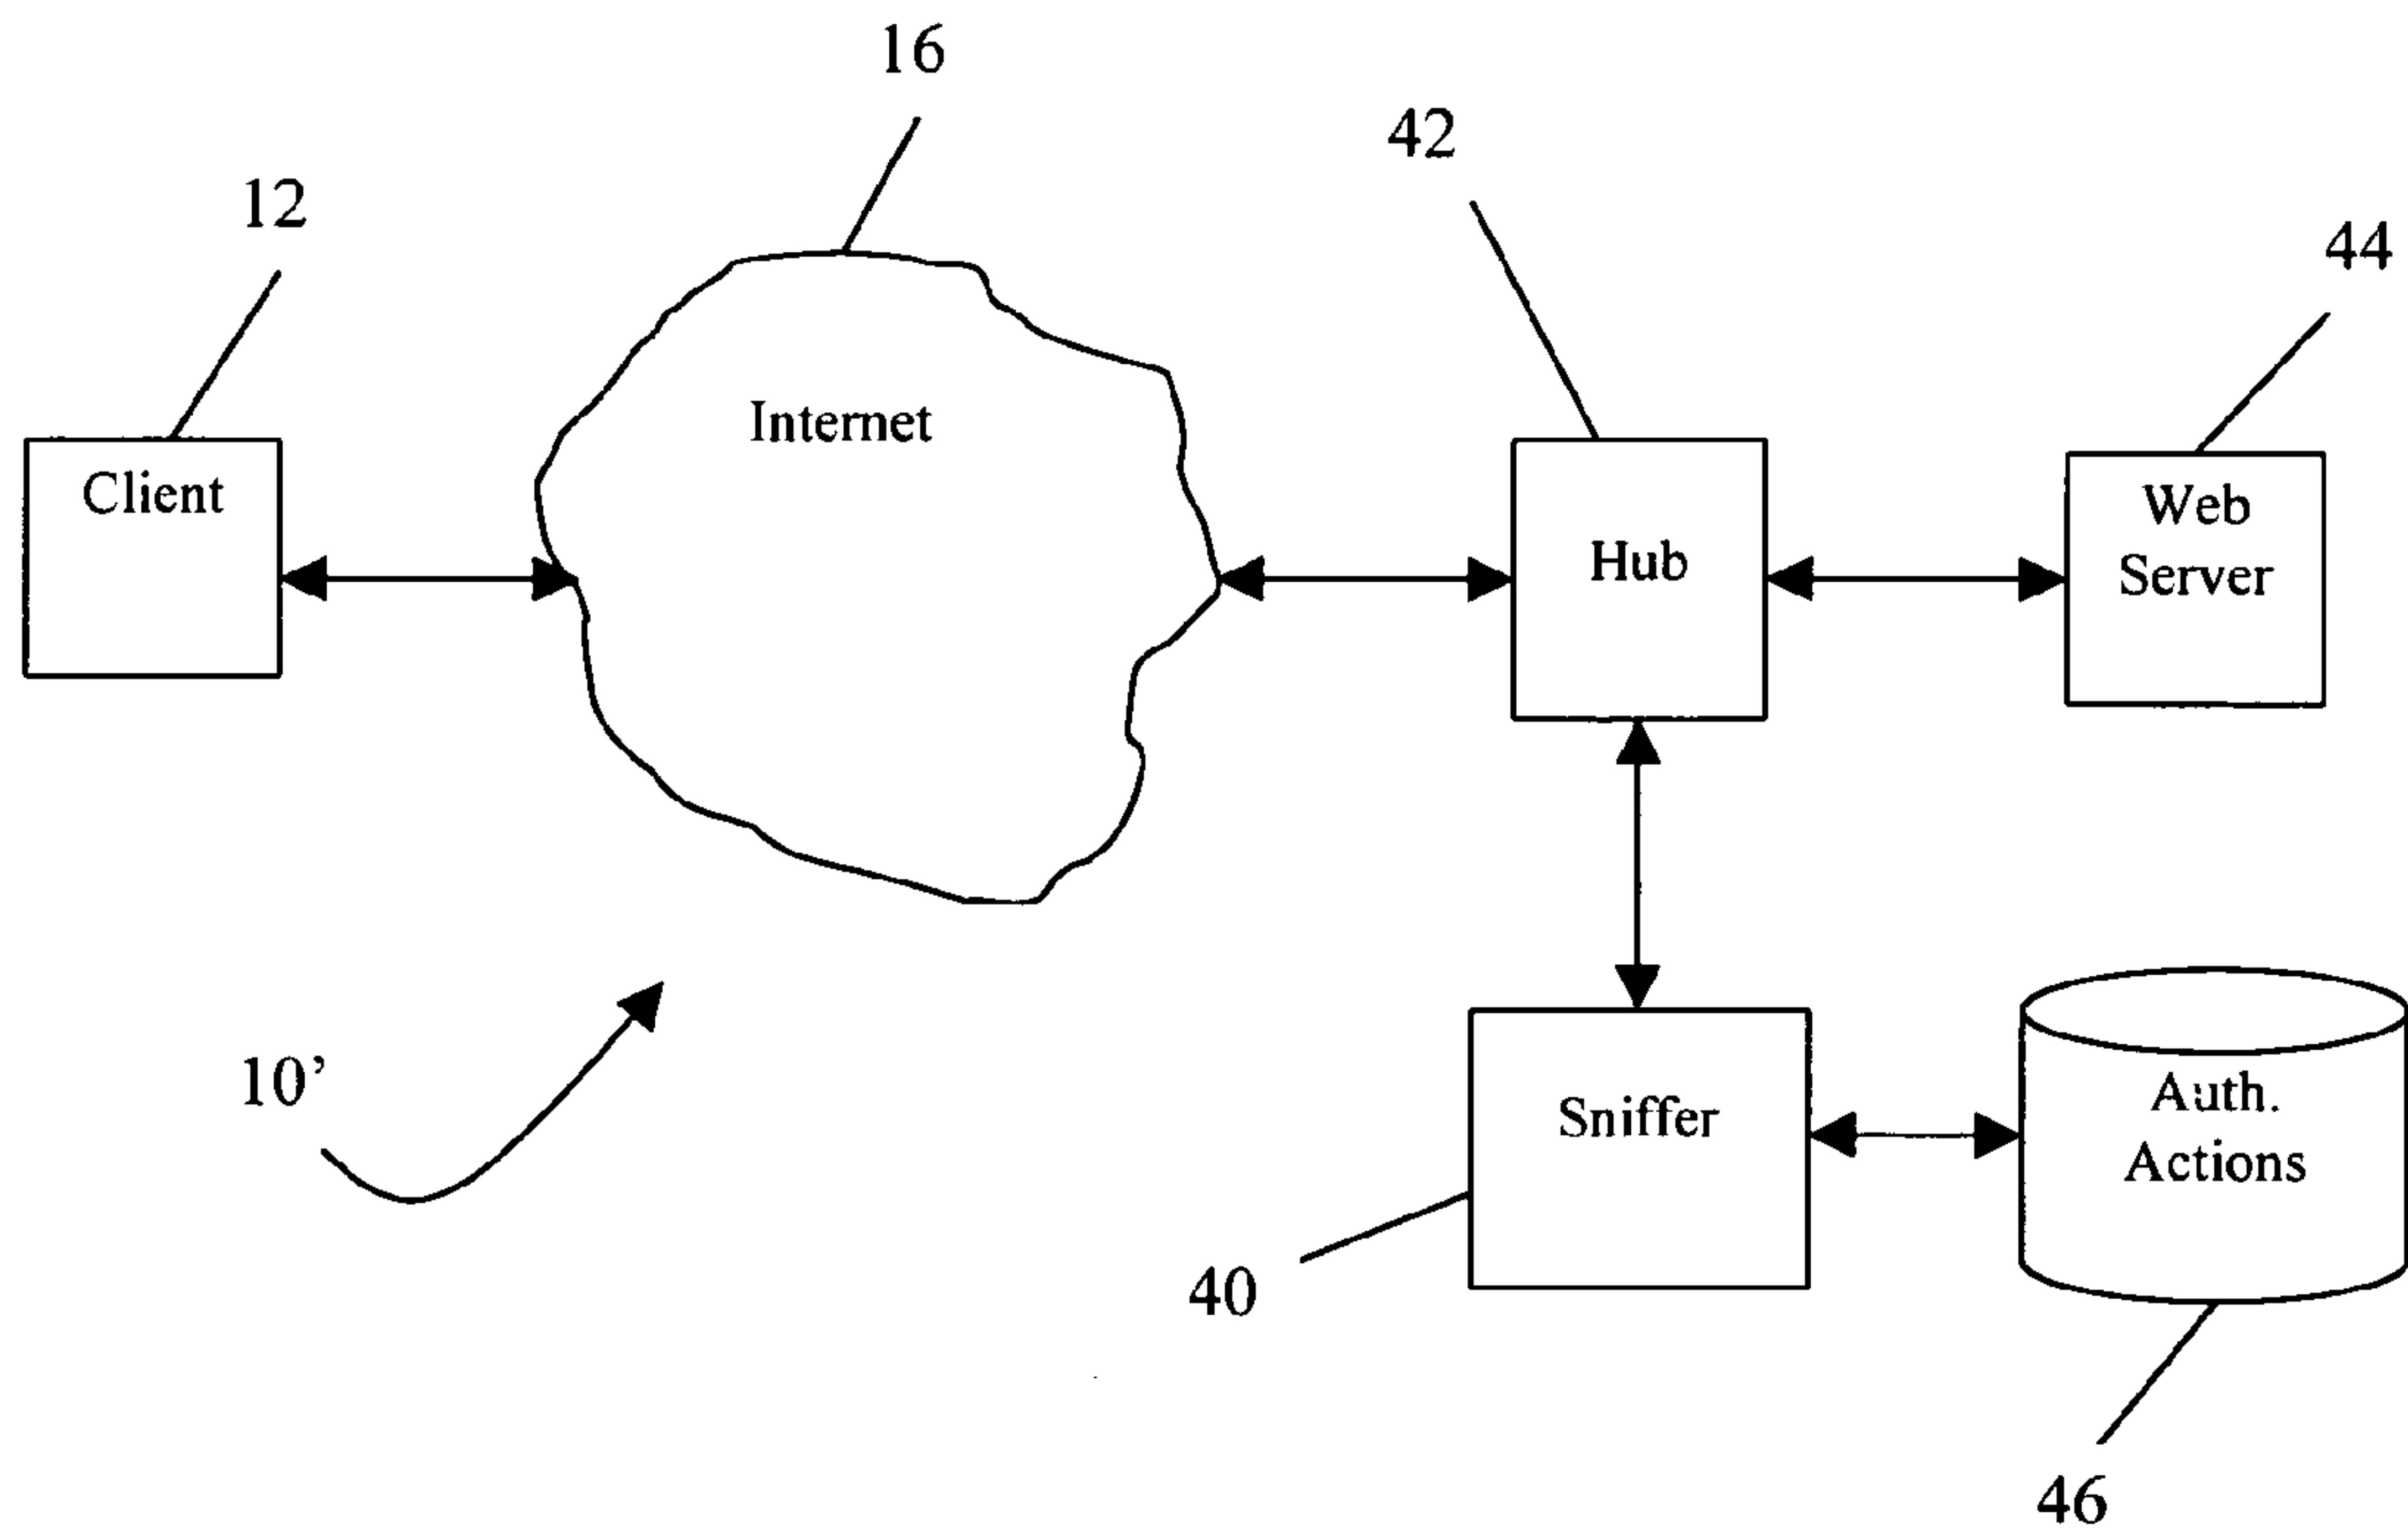 16
42
12
44
Internet
Client
Web
Server
Hub
10’
Auth.
Actions
Sniffer
40
46